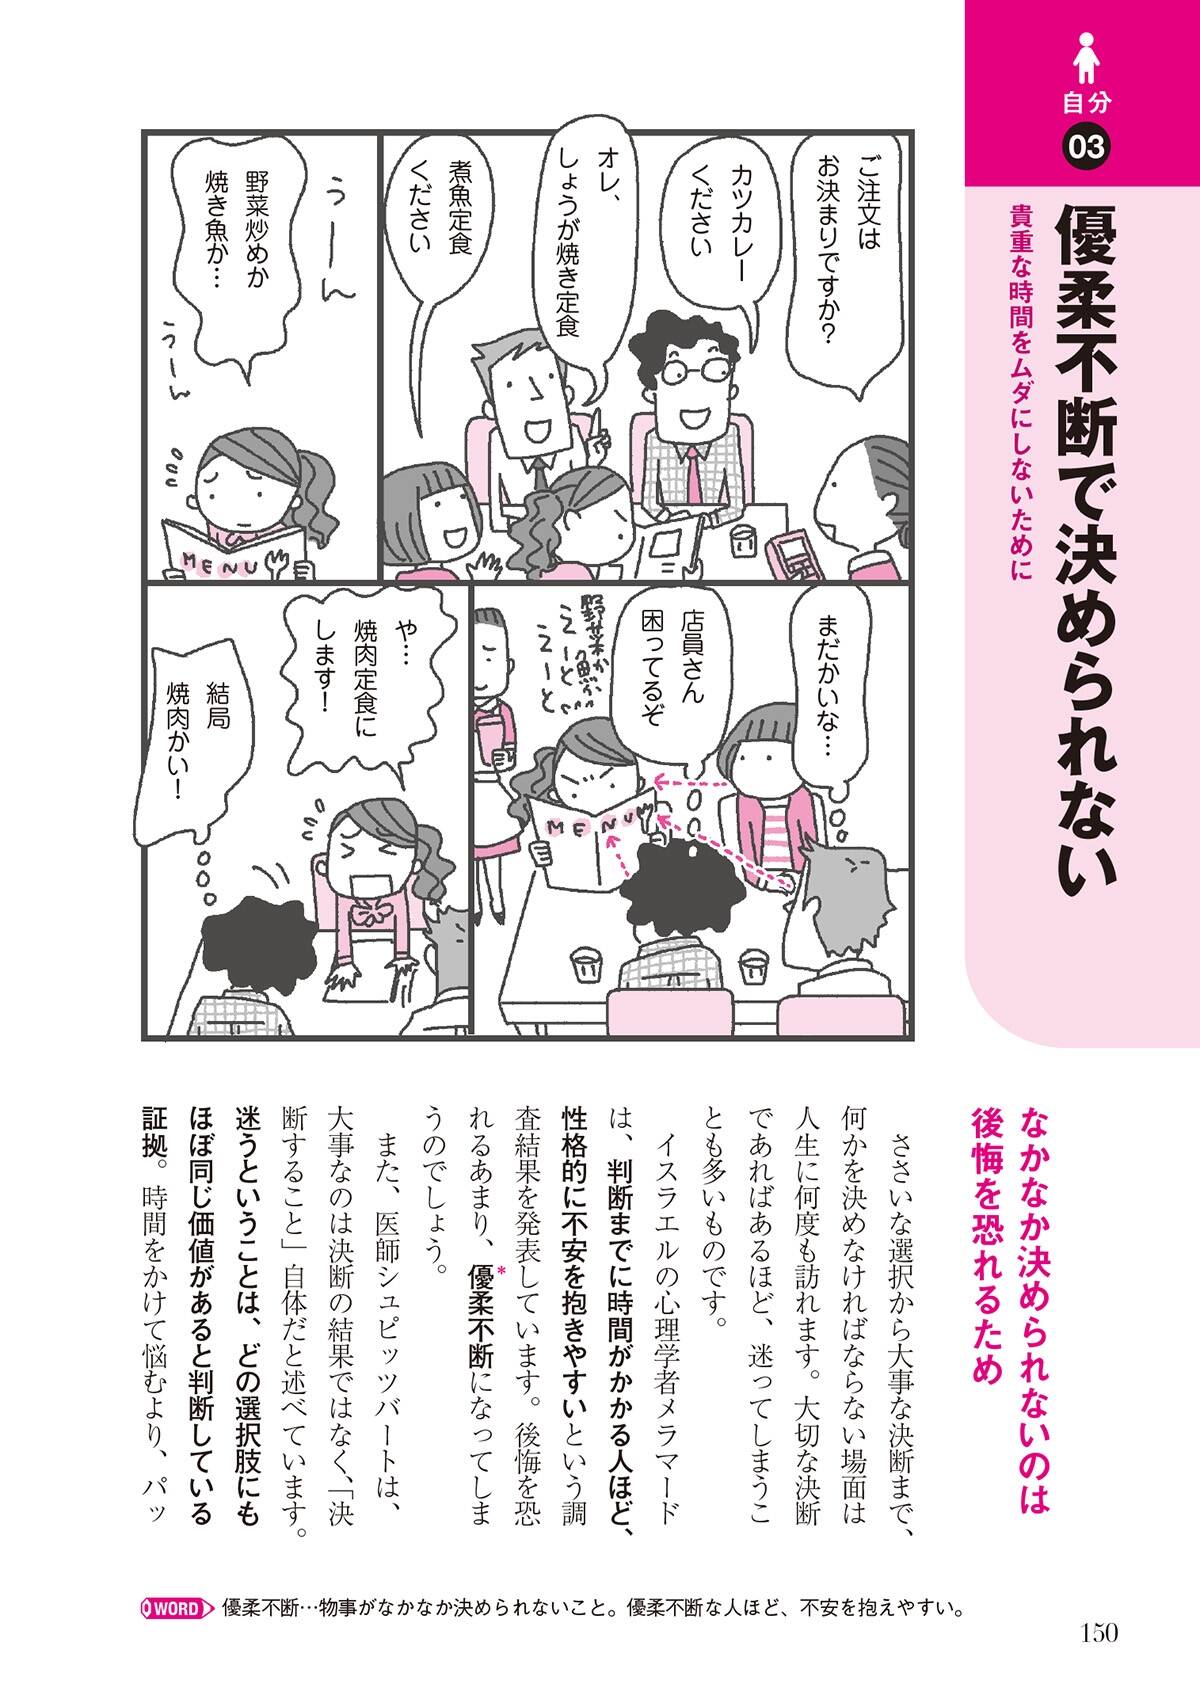 自分
03
優柔不断で決められない
貴重な時間をムダにしないために
ご注文は
お決まりですか？
カツカレー
ください
オレ、
しょうが焼き定食
煮魚定食
ください
うーん
野菜炒めか
焼き魚か…
うーん
MENU
まだかいな…
店員さん
困ってるぞ
野菜か魚か
えーと
えーと
MENU
や…
焼肉定食に
します！
結局
焼肉かい！
なかなか決められないのは
後悔を恐れるため
ささいな選択から大事な決断まで、
何かを決めなければならない場面は
人生に何度も訪れます。大切な決断
であればあるほど、迷ってしまうこ
とも多いものです。
イスラエルの心理学者メラマード
は、判断までに時間がかかる人ほど、
性格的に不安を抱きやすいという調
査結果を発表しています。後悔を恐
れるあまり、優柔不断*になってしま
うのでしょう。
また、医師シュピッツバートは、
大事なのは決断の結果ではなく、「決
断すること」自体だと述べています。
迷うということは、どの選択肢にも
ほぼ同じ価値があると判断している
証拠。時間をかけて悩むより、パッ
WORD 優柔不断…物事がなかなか決められないこと。優柔不断な人ほど、不安を抱えやすい。
150